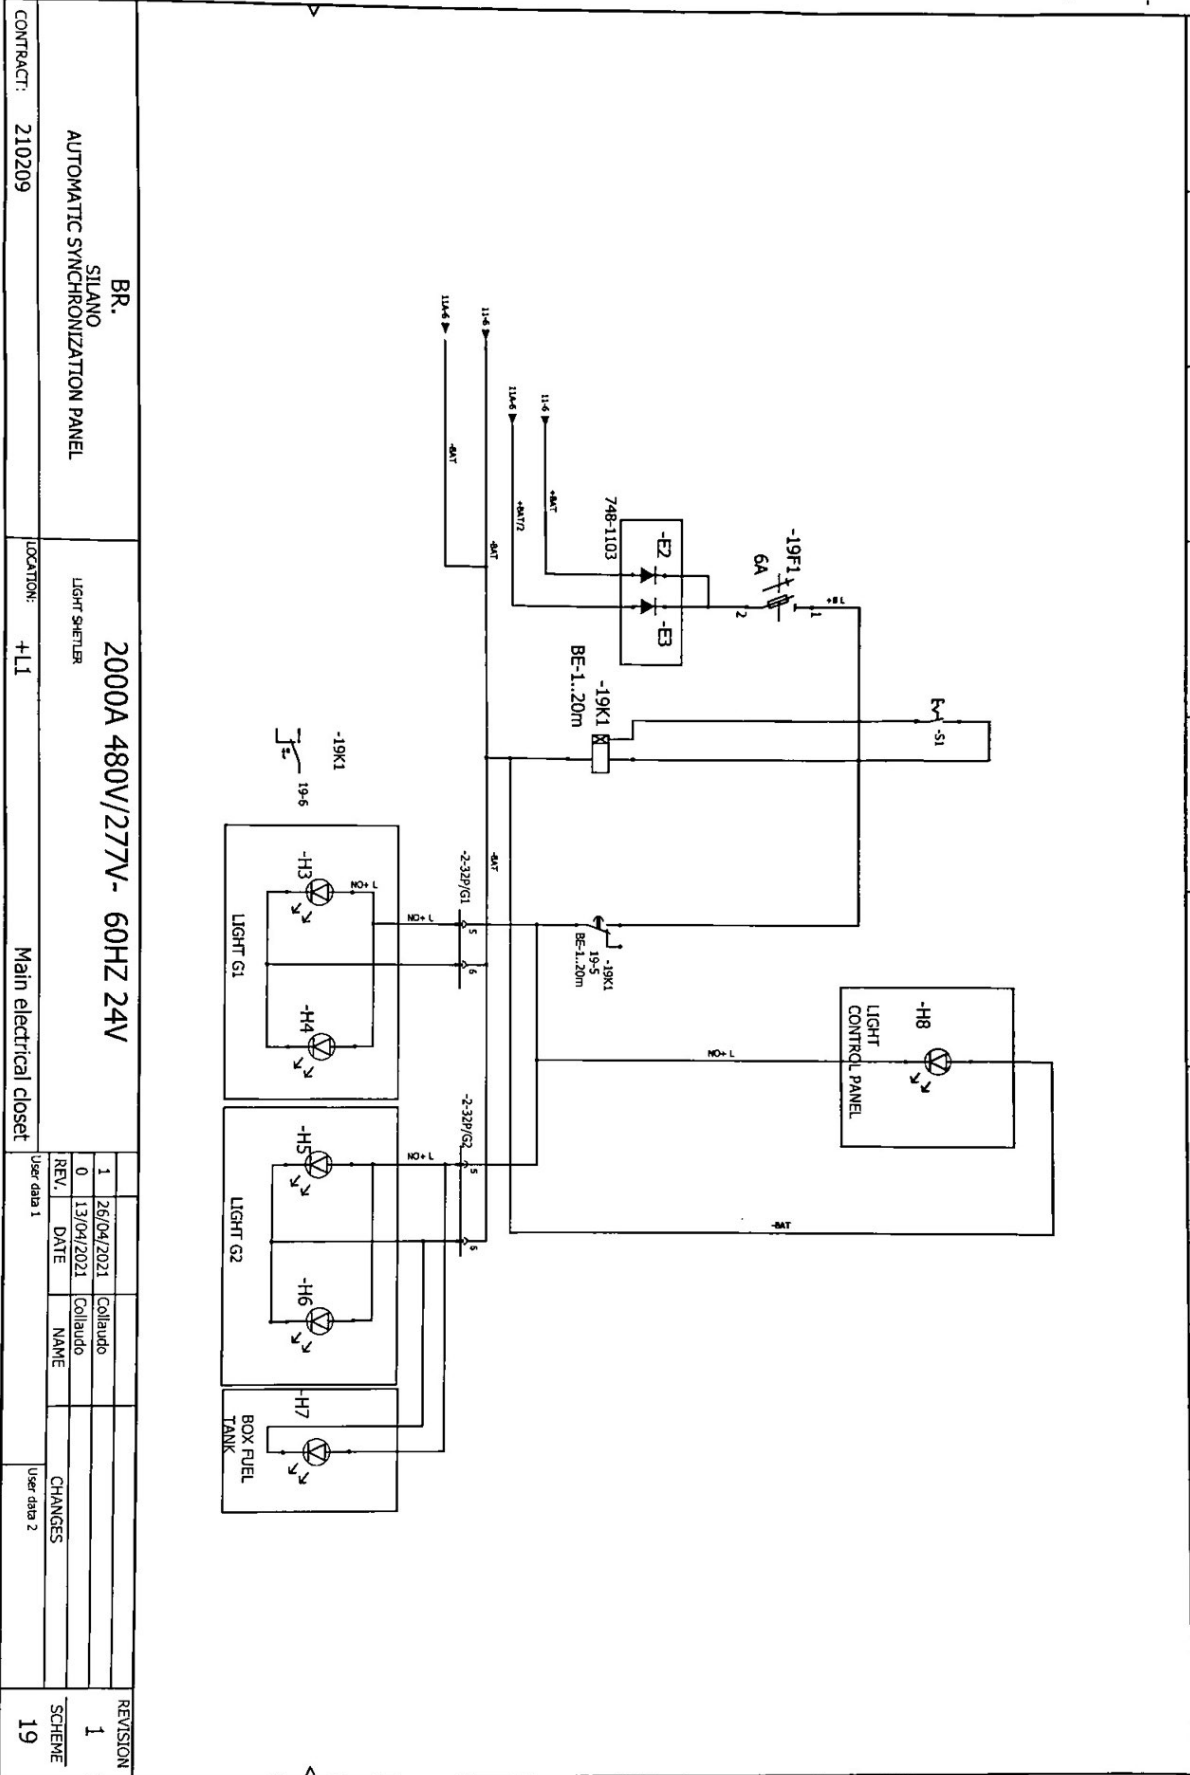 -H8
LIGHT
CONTROL PANEL
-S1
+B L
1
2
-19F1
6A
-E2
-E3
748-1103
-19K1
BE-1..20m
-19K1
19-5
BE-1..20m
NO+ L
-BAT
11-6
+BAT
11A-6
+BAT/2
11-6
-BAT
-BAT
11A-6
-BAT
-2-32P/G1
5
6
-2-32P/G2
5
6
-19K1
19-6
NO+ L
NO+ L
-H3
-H4
LIGHT G1
NO+ L
-H5
-H6
LIGHT G2
-H7
BOX FUEL
TANK
BR.
SILANO
AUTOMATIC SYNCHRONIZATION PANEL
CONTRACT: 210209
2000A 480V/277V- 60HZ 24V
LIGHT SHETLER
LOCATION: +L1 Main electrical closet
1 26/04/2021 Collaudo
0 13/04/2021 Collaudo
REV. DATE NAME CHANGES
User data 1
User data 2
REVISION
1
SCHEME
19